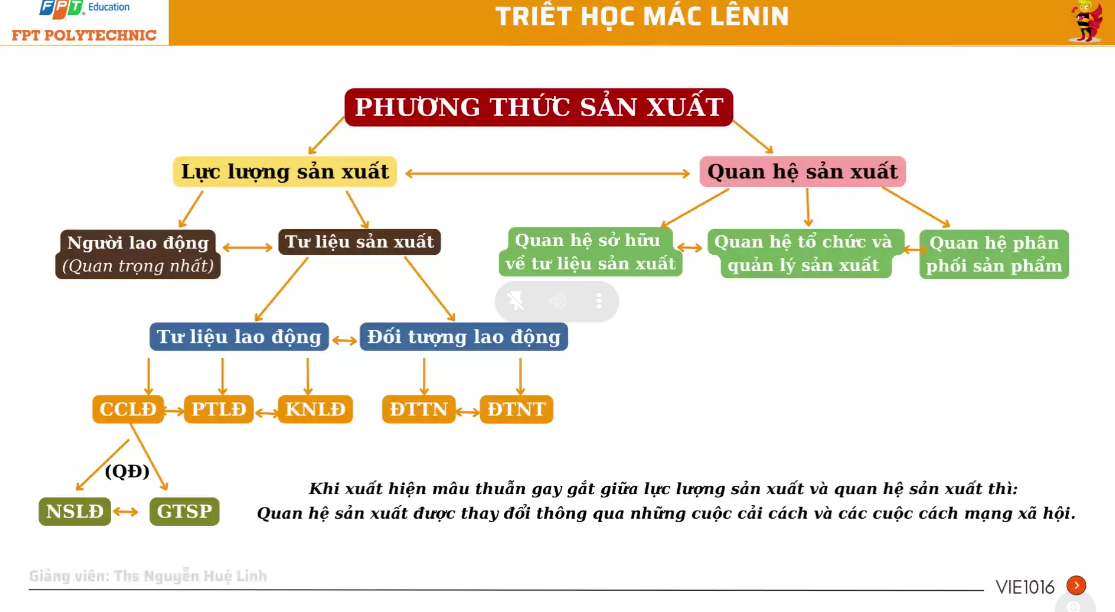 FPT Education
FPT POLYTECHNIC
TRIẾT HỌC MÁC LÊNIN
PHƯƠNG THỨC SẢN XUẤT
Lực lượng sản xuất
Quan hệ sản xuất
Người lao động
(Quan trọng nhất)
Tư liệu sản xuất
Quan hệ sở hữu
về tư liệu sản xuất
Quan hệ tổ chức và
quản lý sản xuất
Quan hệ phân
phối sản phẩm
Tư liệu lao động
Đối tượng lao động
CCLĐ
PTLĐ
KNLĐ
ĐTTN
ĐTNT
(QĐ)
NSLĐ
GTSP
Khi xuất hiện mâu thuẫn gay gắt giữa lực lượng sản xuất và quan hệ sản xuất thì:
Quan hệ sản xuất được thay đổi thông qua những cuộc cải cách và các cuộc cách mạng xã hội.
Giảng viên: Ths Nguyễn Huệ Linh
VIE1016